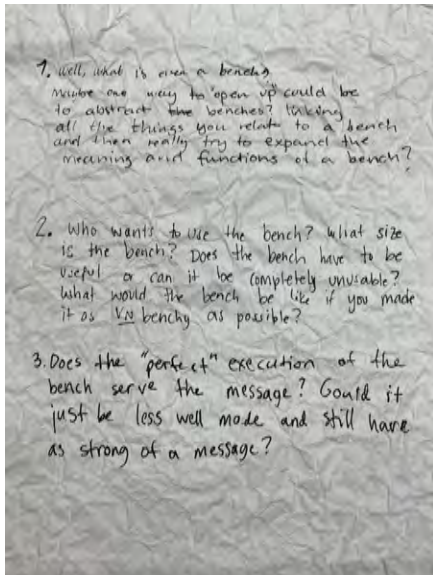 1. Well, what is even a bench?
Maybe one way to open up could be
to abstract the benches? Taking
all the things you relate to a bench
and then really try to expand the
meaning and functions of a bench?
2. Who wants to use the bench? What size
is the bench? Does the bench have to be
useful or can it be completely unusable?
What would the bench be like if you made
it as UN benchy as possible?
3. Does the "perfect" execution of the
bench serve the message? Could it
just be less well made and still have
as strong of a message?